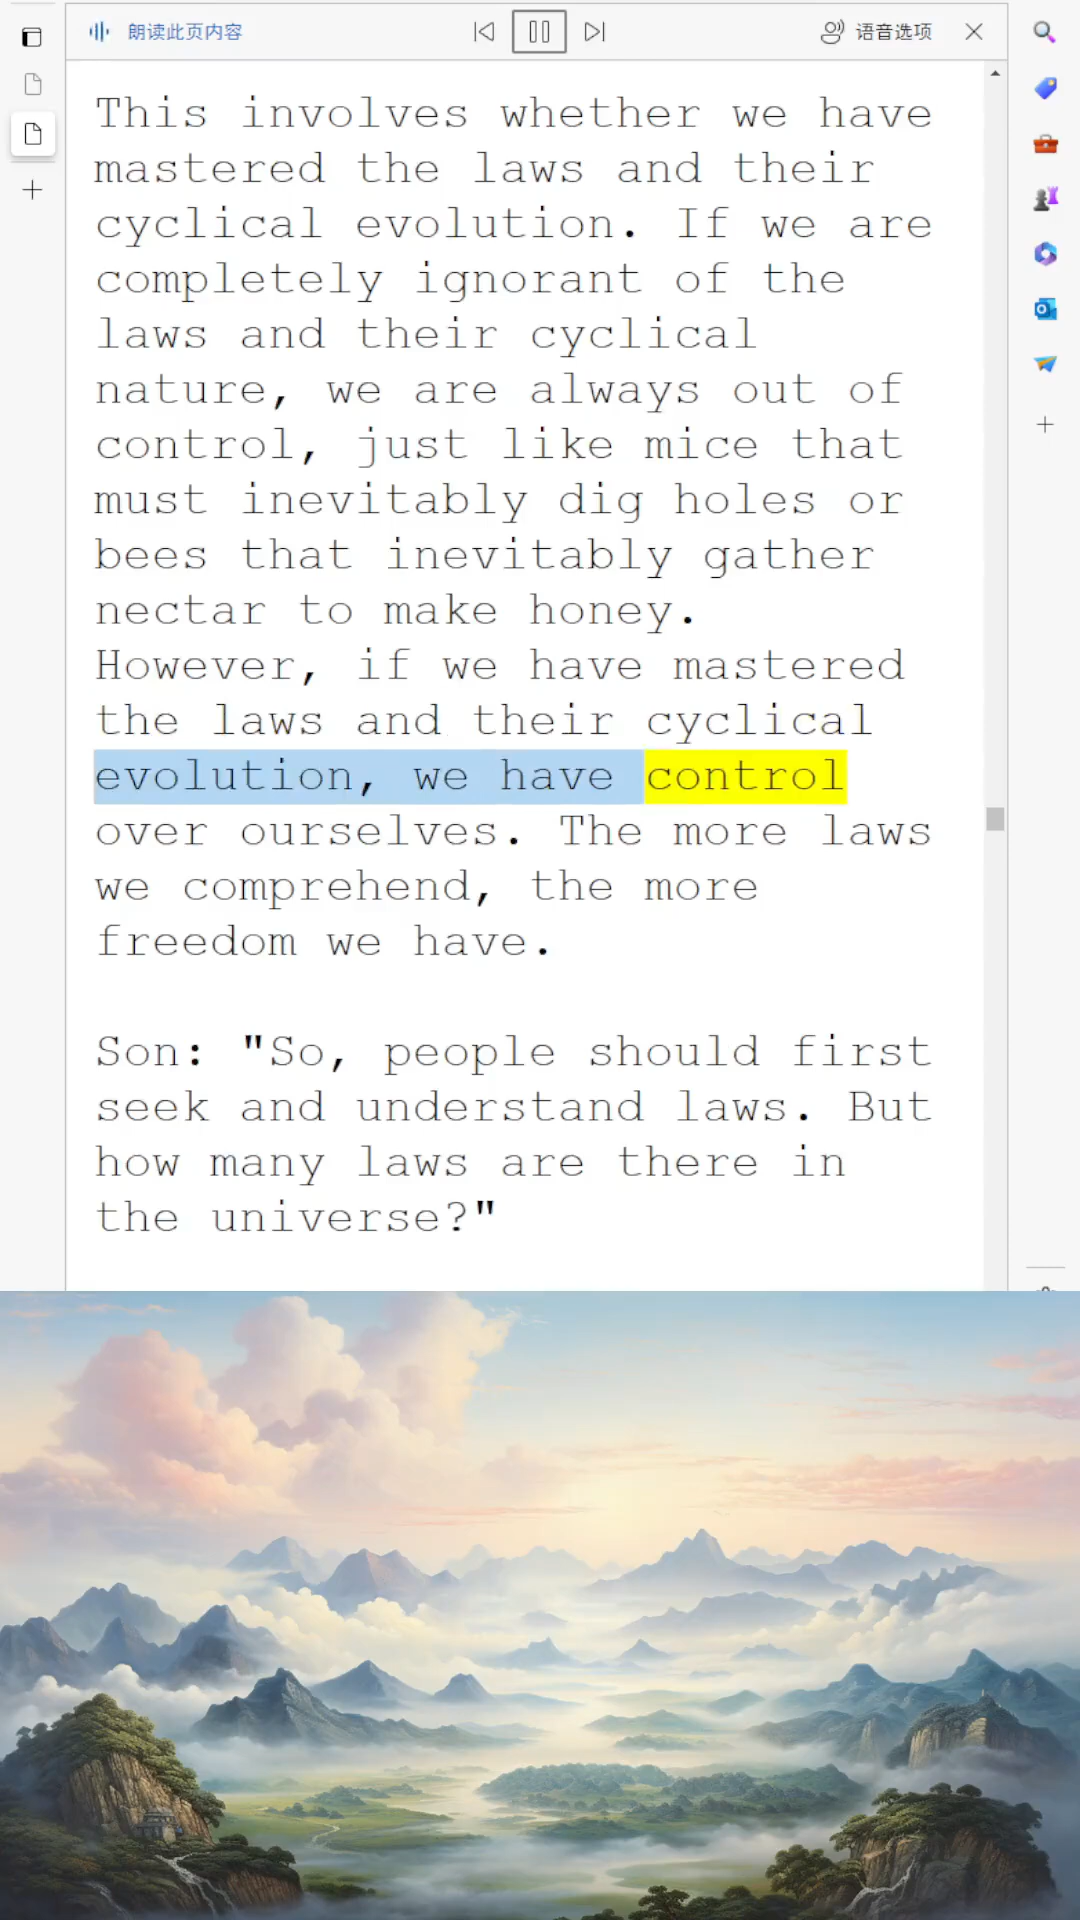 朗读此页内容
语音选项
This involves whether we have
mastered the laws and their
cyclical evolution. If we are
completely ignorant of the
laws and their cyclical
nature, we are always out of
control, just like mice that
must inevitably dig holes or
bees that inevitably gather
nectar to make honey.
However, if we have mastered
the laws and their cyclical
evolution, we have control
over ourselves. The more laws
we comprehend, the more
freedom we have.
Son: "So, people should first
seek and understand laws. But
how many laws are there in
the universe?"